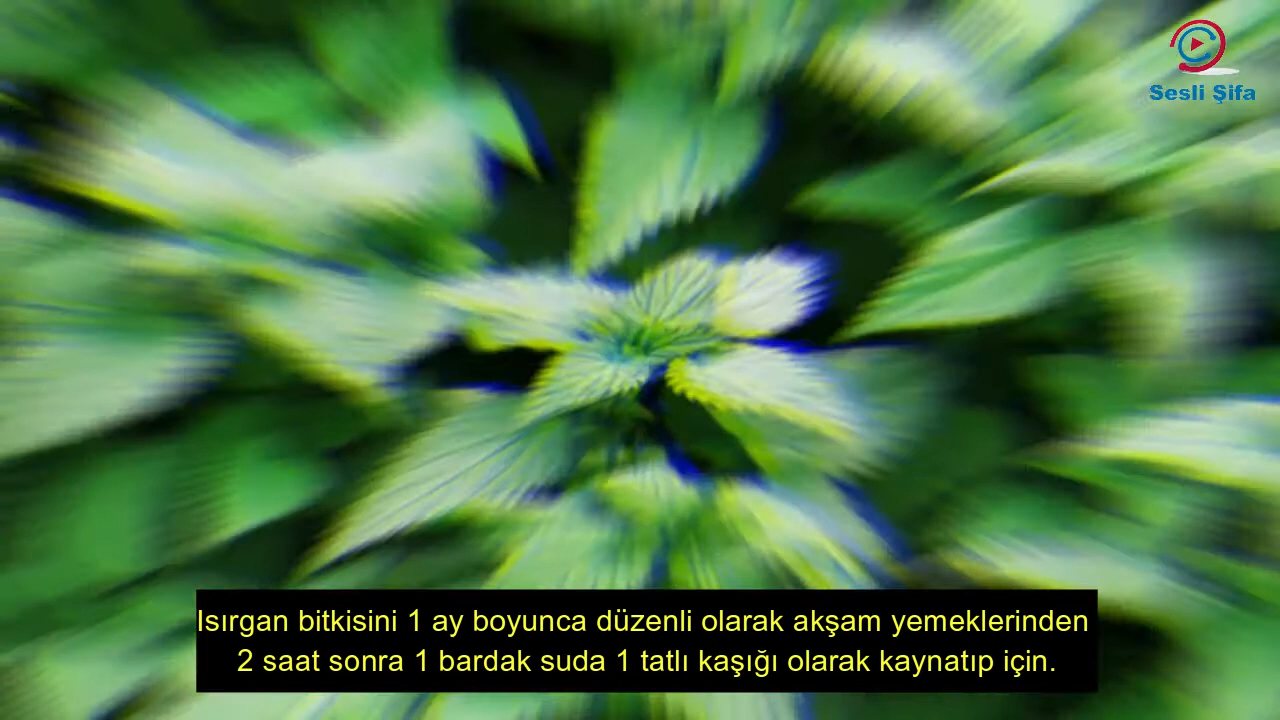 Sesli Şifa
Isırgan bitkisini 1 ay boyunca düzenli olarak akşam yemeklerinden
2 saat sonra 1 bardak suda 1 tatlı kaşığı olarak kaynatıp için.